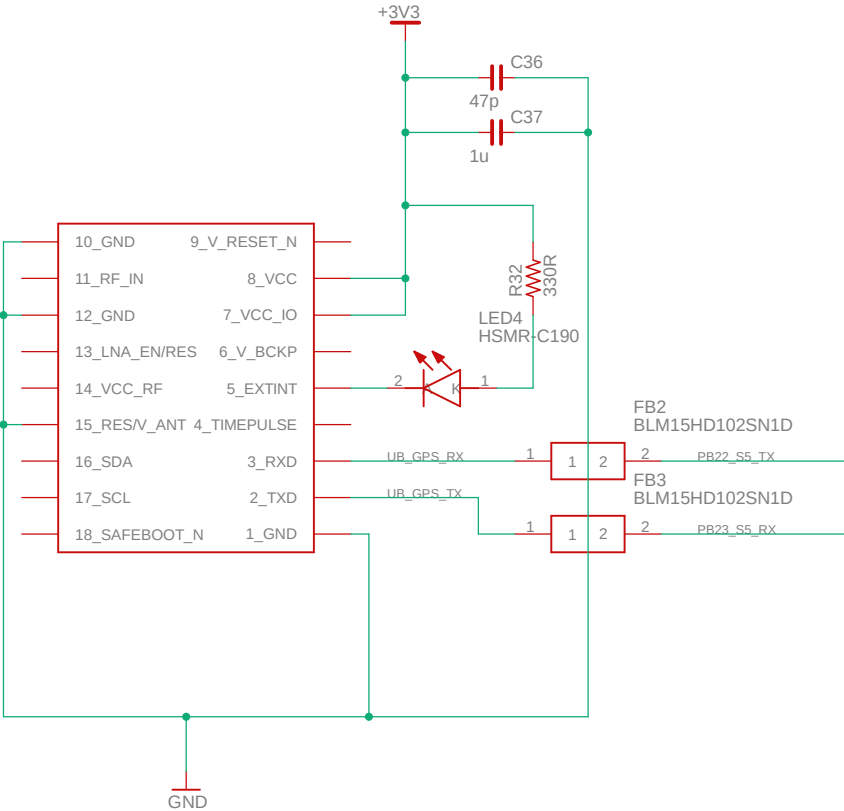 +3V3
C36
47p
C37
1u
10_GND
9_V_RESET_N
11_RF_IN
8_VCC
12_GND
7_VCC_IO
13_LNA_EN/RES
6_V_BCKP
14_VCC_RF
5_EXTINT
15_RES/V_ANT
4_TIMEPULSE
16_SDA
3_RXD
17_SCL
2_TXD
18_SAFEBOOT_N
1_GND
R32
330R
LED4
HSMR-C190
2
A
K
1
FB2
BLM15HD102SN1D
UB_GPS_RX
1
1
2
2
PB22_S5_TX
FB3
BLM15HD102SN1D
UB_GPS_TX
1
1
2
2
PB23_S5_RX
GND